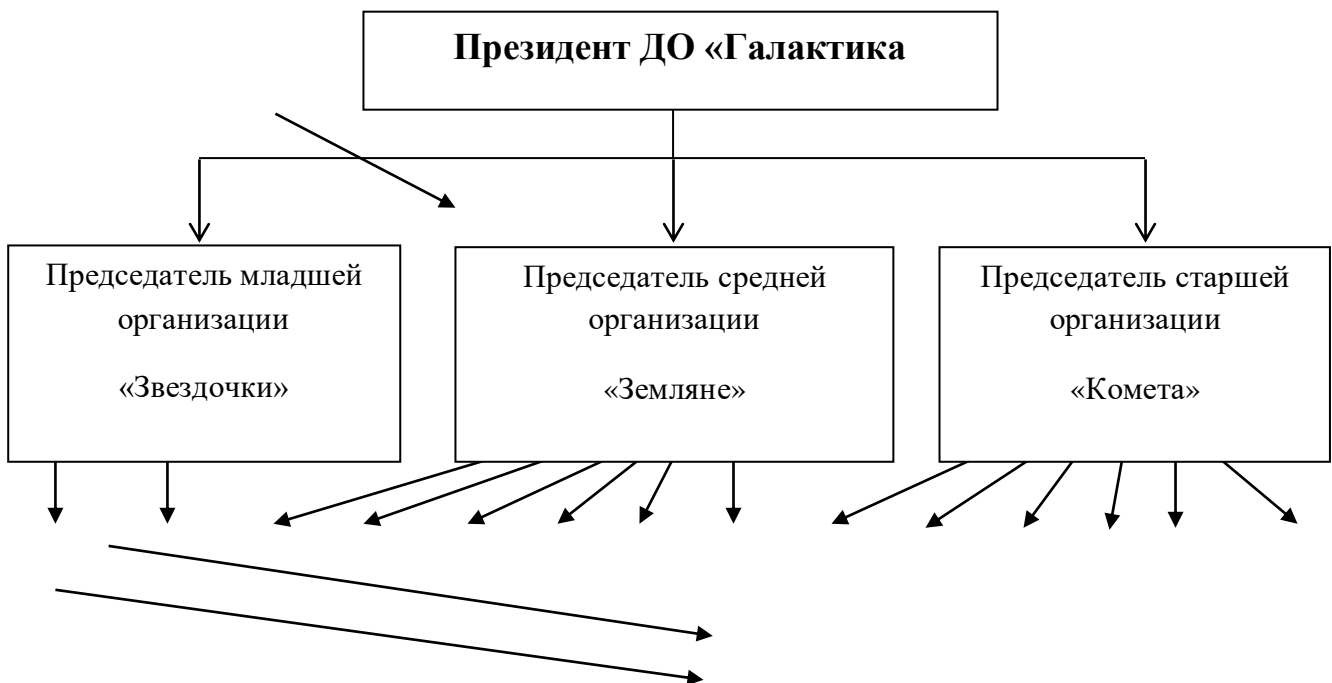 Президент ДО «Галактика
Председатель младшей
организации
«Звездочки»
Председатель средней
организации
«Земляне»
Председатель старшей
организации
«Комета»